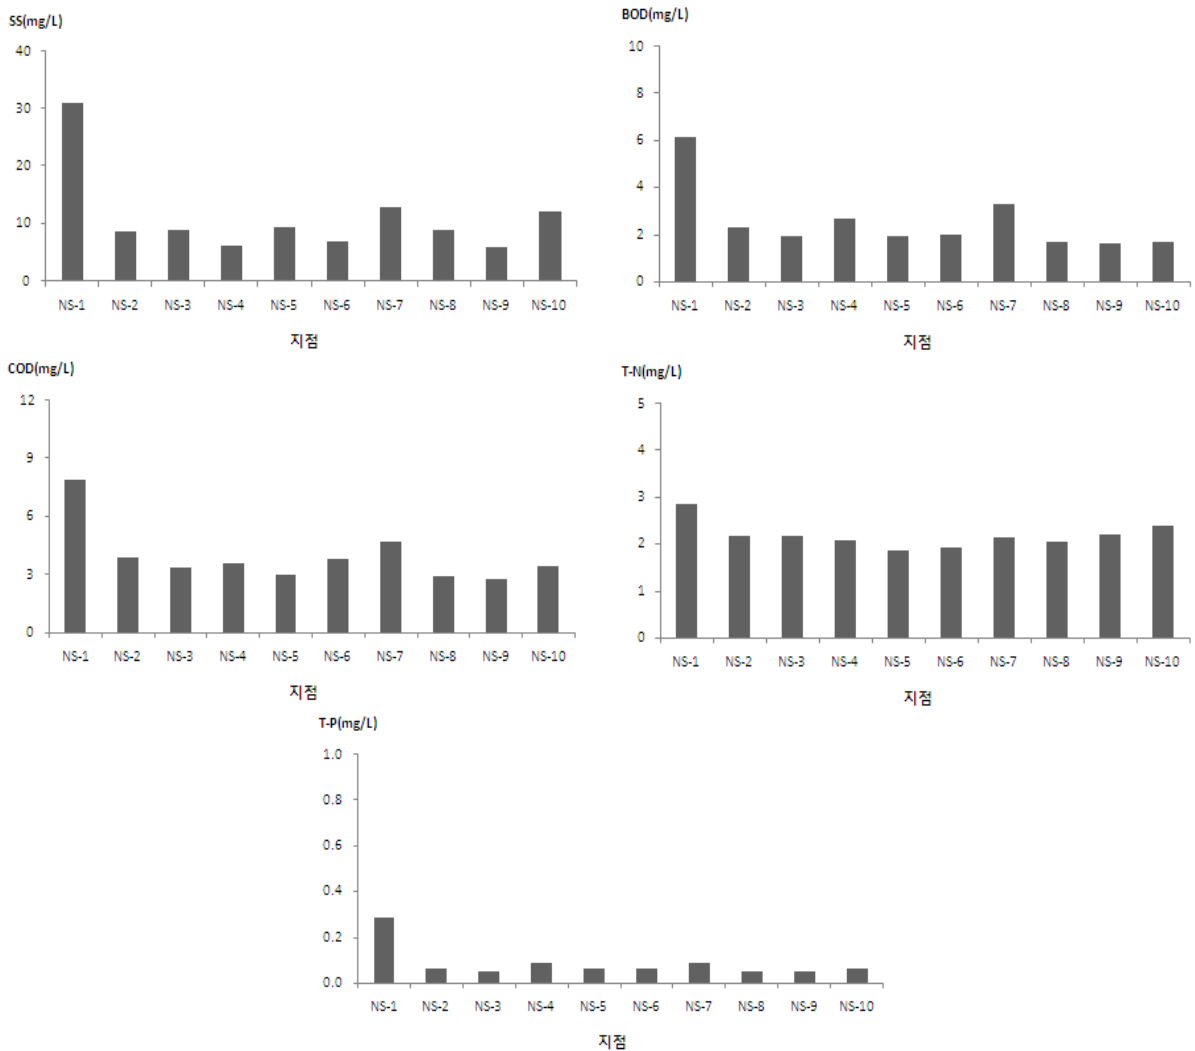 SS(mg/L)
40
30
20
10
0
NS-1 NS-2 NS-3 NS-4 NS-5 NS-6 NS-7 NS-8 NS-9 NS-10
지점
BOD(mg/L)
10
8
6
4
2
0
NS-1 NS-2 NS-3 NS-4 NS-5 NS-6 NS-7 NS-8 NS-9 NS-10
지점
COD(mg/L)
12
9
6
3
0
NS-1 NS-2 NS-3 NS-4 NS-5 NS-6 NS-7 NS-8 NS-9 NS-10
지점
T-N(mg/L)
5
4
3
2
1
0
NS-1 NS-2 NS-3 NS-4 NS-5 NS-6 NS-7 NS-8 NS-9 NS-10
지점
T-P(mg/L)
1.0
0.8
0.6
0.4
0.2
0.0
NS-1 NS-2 NS-3 NS-4 NS-5 NS-6 NS-7 NS-8 NS-9 NS-10
지점